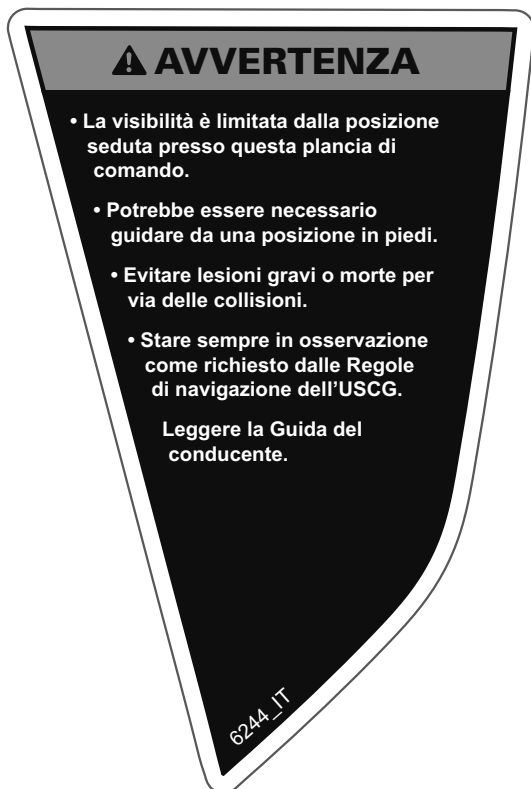 AVVERTENZA
• La visibilità è limitata dalla posizione
seduta presso questa plancia di
comando.
• Potrebbe essere necessario
guidare da una posizione in piedi.
• Evitare lesioni gravi o morte per
via delle collisioni.
• Stare sempre in osservazione
come richiesto dalle Regole
di navigazione dell'USCG.
Leggere la Guida del
conducente.
6244_IT